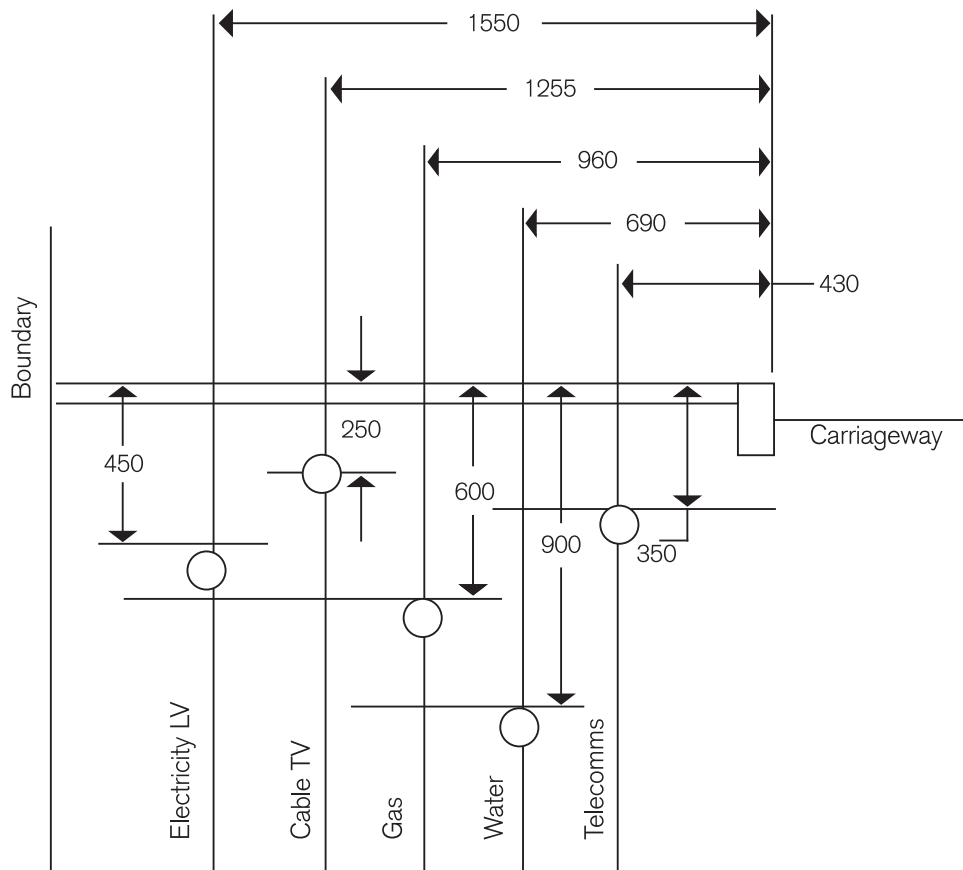 1550
1255
960
690
430
Boundary
250
Carriageway
450
600
900
350
Electricity LV
Cable TV
Gas
Water
Telecomms